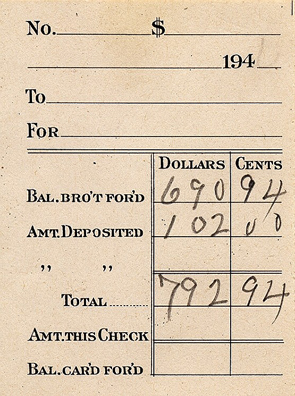 No. $
194
To
For
Dollars Cents
Bal. bro't for'd 690 94
Amt. Deposited 102 00
,, ,,
Total 792 94
Amt. this Check
Bal. car'd for'd